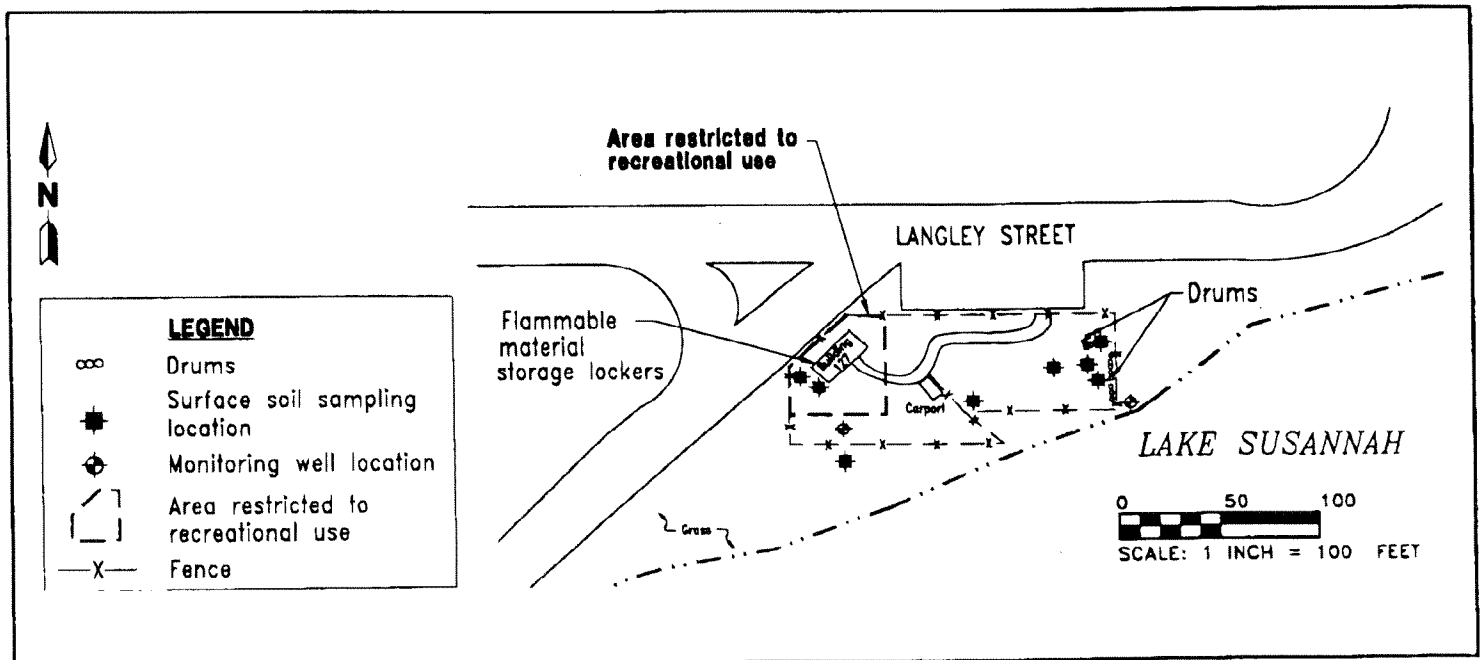 Area restricted to
recreational use
N
LANGLEY STREET
Drums
Flammable
material
storage lockers
Building
Carport
LAKE SUSANNAH
Grass
0 50 100
SCALE: 1 INCH = 100 FEET
LEGEND
Drums
Surface soil sampling
location
Monitoring well location
Area restricted to
recreational use
X Fence